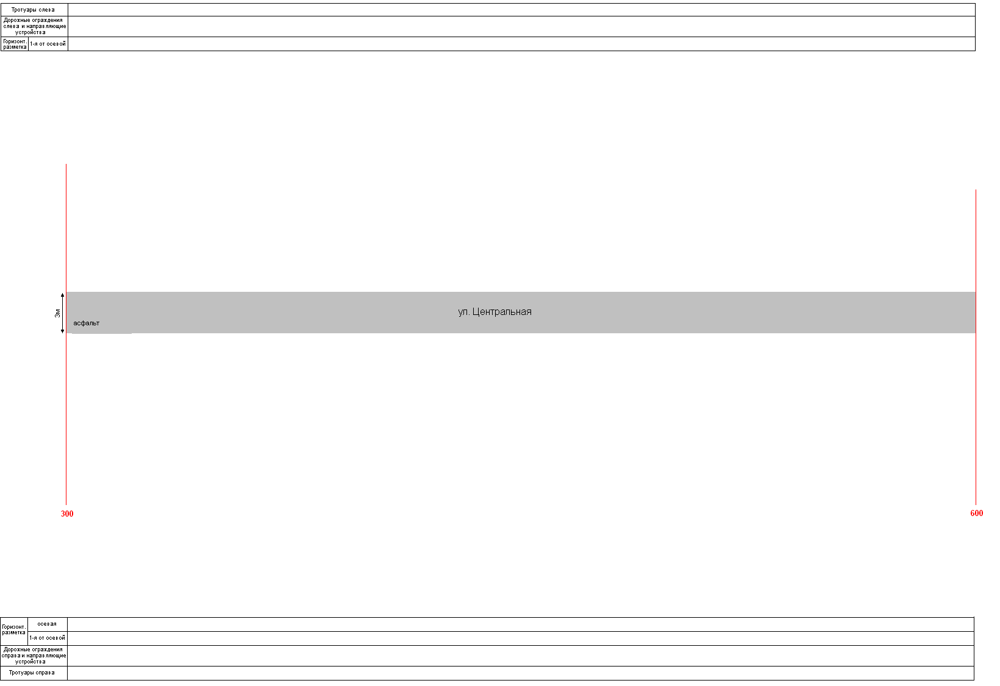 Тротуары слева
Дорожные ограждения
слева и направляющие
устройства
Горизонт.
разметка
1-я от осевой
3м
асфальт
ул. Центральная
300
600
Горизонт.
разметка
осевая
1-я от осевой
Дорожные ограждения
справа и направляющие
устройства
Тротуары справа